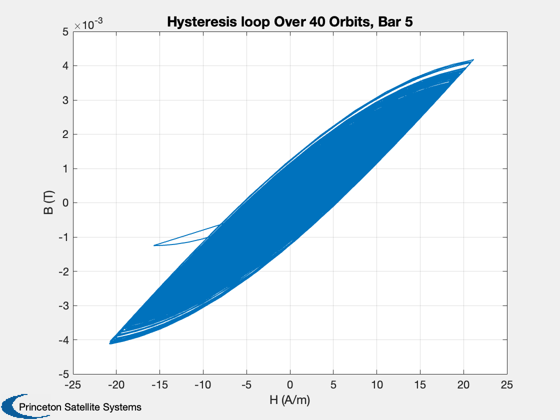 Hysteresis loop Over 40 Orbits, Bar 5
×10⁻³
5
4
3
2
1
0
-1
-2
-3
-4
-5
B (T)
-25 -20 -15 -10 -5 0 5 10 15 20 25
H (A/m)
Princeton Satellite Systems